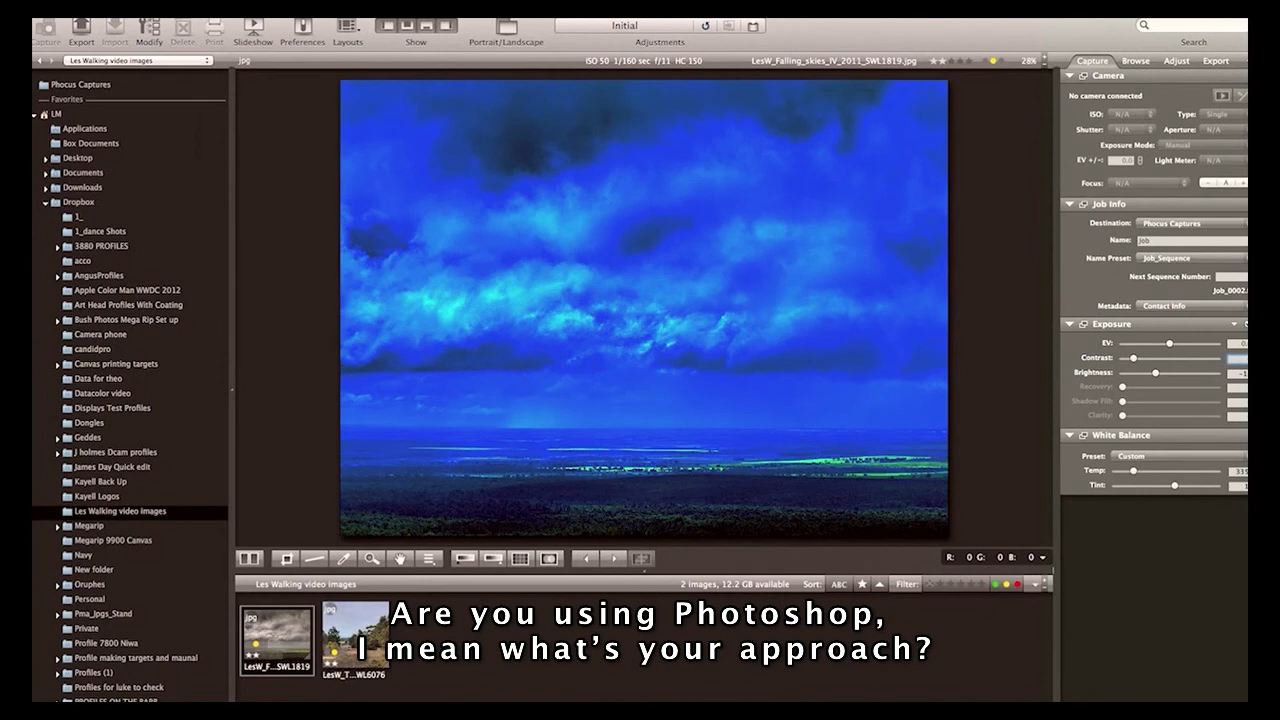 Initial
Capture Export Import Modify Delete Print Slideshow Preferences Layouts Show Portrait/Landscape Adjustments Search
Les Walking video images
jpg ISO 50 1/160 sec f/11 HC 150 LesW_Falling_skies_IV_2011_SWL1819.jpg 28%
Phocus Captures
Favorites
LM
Applications
Box Documents
Desktop
Documents
Downloads
Dropbox
1_
1_dance Shots
3880 PROFILES
acco
AngusProfiles
Apple Color Man WWDC 2012
Art Head Profiles With Coating
Bush Photos Mega Rip Set up
Camera phone
candidpro
Canvas printing targets
Data for theo
Datacolor video
Displays Test Profiles
Dongles
Geddes
J holmes Dcam profiles
James Day Quick edit
Kayell Back Up
Kayell Logos
Les Walking video images
Megarip
Megarip 9900 Canvas
Navy
New folder
Oruphes
Personal
Pma_Jpgs_Stand
Private
Profile 7800 Niwa
Profile making targets and maunal
Profiles (1)
Profiles for luke to check
PROFILES ON THE BARB
Capture Browse Adjust Export
Camera
No camera connected
ISO: N/A Type: Single
Shutter: N/A Aperture: N/A
Exposure Mode: Manual
EV +/-: 0.0 Light Meter: N/A
Focus: N/A - A +
Job Info
Destination: Phocus Captures
Name: Job
Name Preset: Job_Sequence
Next Sequence Number:
Job_0002.
Metadata: Contact Info
Exposure
EV:
Contrast:
Brightness:
Recovery:
Shadow Fill:
Clarity:
White Balance
Preset: Custom
Temp:
Tint:
R: 0 G: 0 B: 0
Les Walking video images 2 images, 12.2 GB available Sort: ABC Filter:
jpg jpg
LesW_F...SWL1819
LesW_T...WL6076
Are you using Photoshop,
I mean what's your approach?